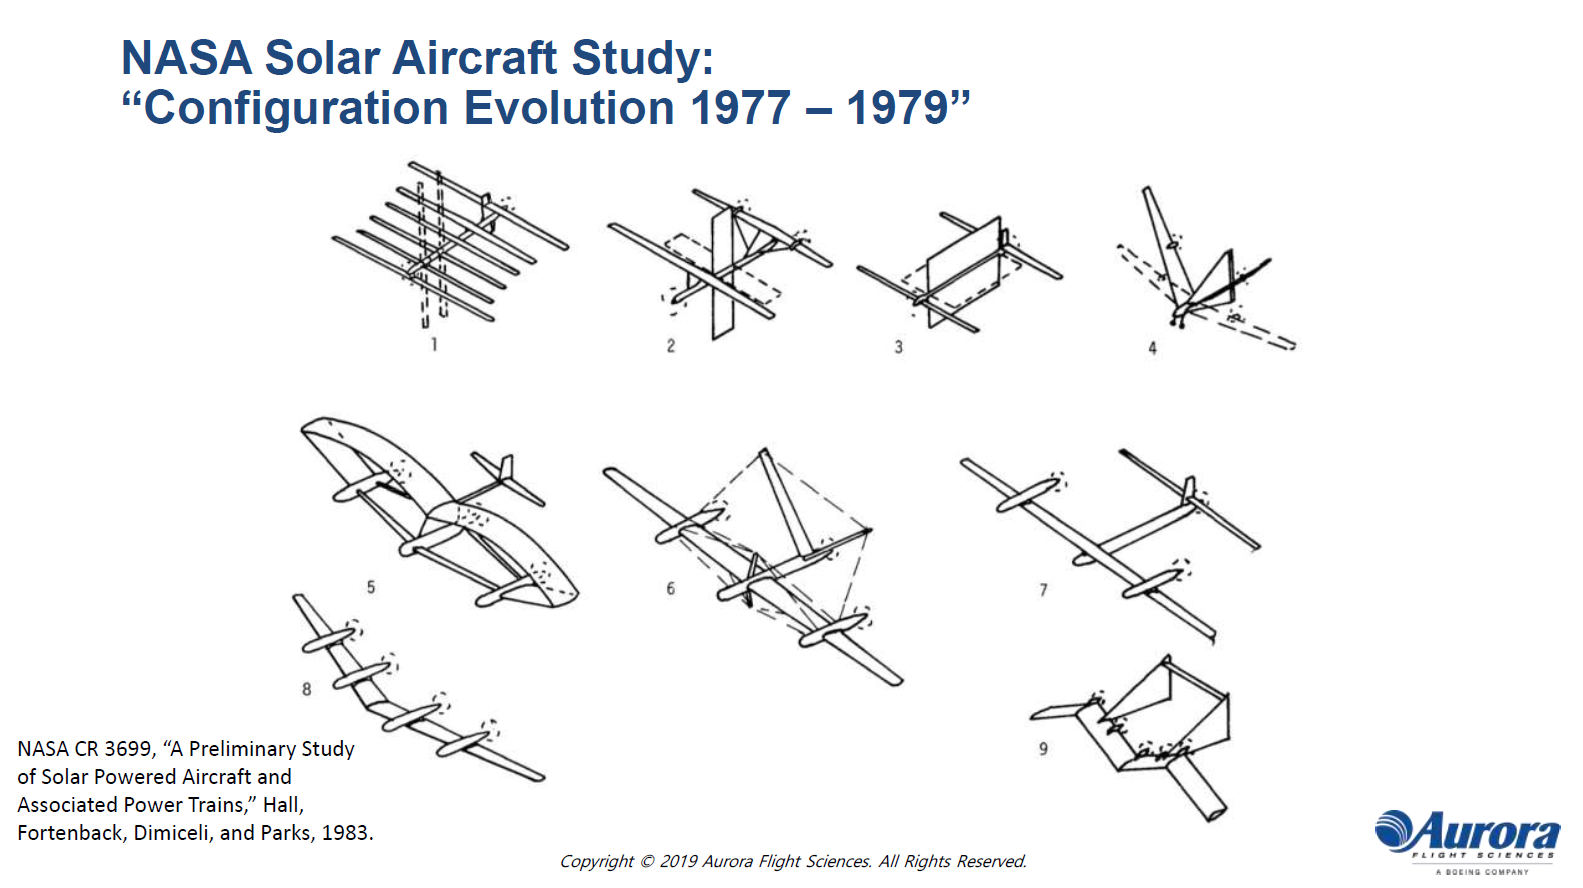 NASA Solar Aircraft Study:
“Configuration Evolution 1977 – 1979”
1
2
3
4
5
6
7
8
9
NASA CR 3699, “A Preliminary Study
of Solar Powered Aircraft and
Associated Power Trains,” Hall,
Fortenback, Dimiceli, and Parks, 1983.
Aurora
FLIGHT SCIENCES
A BOEING COMPANY
Copyright © 2019 Aurora Flight Sciences. All Rights Reserved.